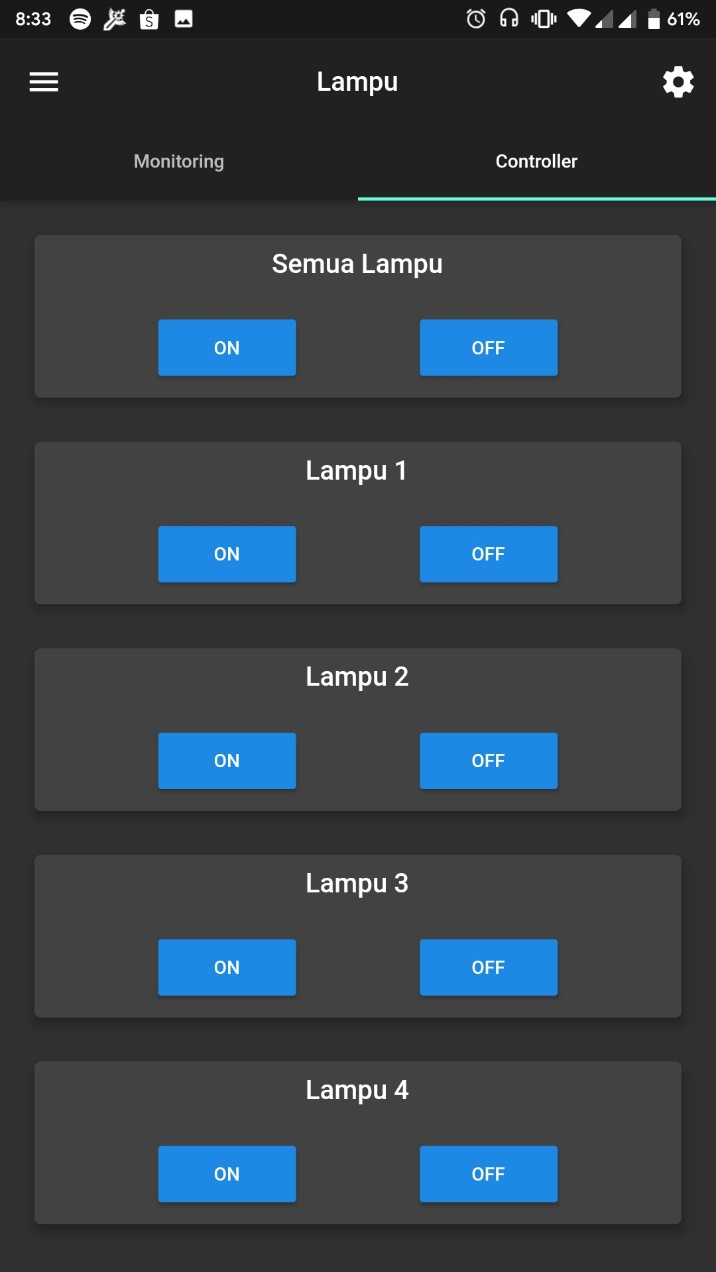 8:33 61%
Lampu
Monitoring Controller
Semua Lampu
ON OFF
Lampu 1
ON OFF
Lampu 2
ON OFF
Lampu 3
ON OFF
Lampu 4
ON OFF